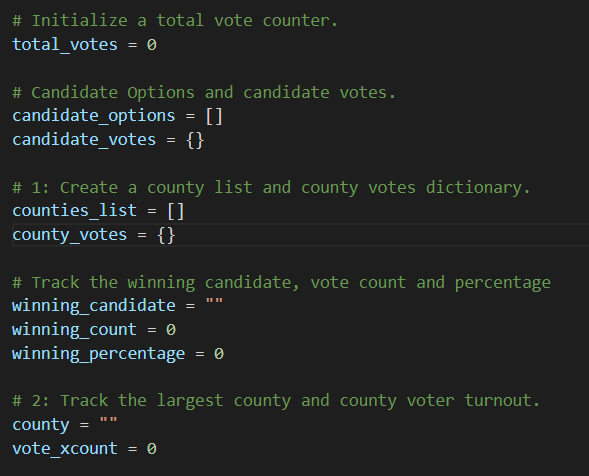 # Initialize a total vote counter.
total_votes = 0
# Candidate Options and candidate votes.
candidate_options = []
candidate_votes = {}
# 1: Create a county list and county votes dictionary.
counties_list = []
county_votes = {}
# Track the winning candidate, vote count and percentage
winning_candidate = ""
winning_count = 0
winning_percentage = 0
# 2: Track the largest county and county voter turnout.
county = ""
vote_xcount = 0